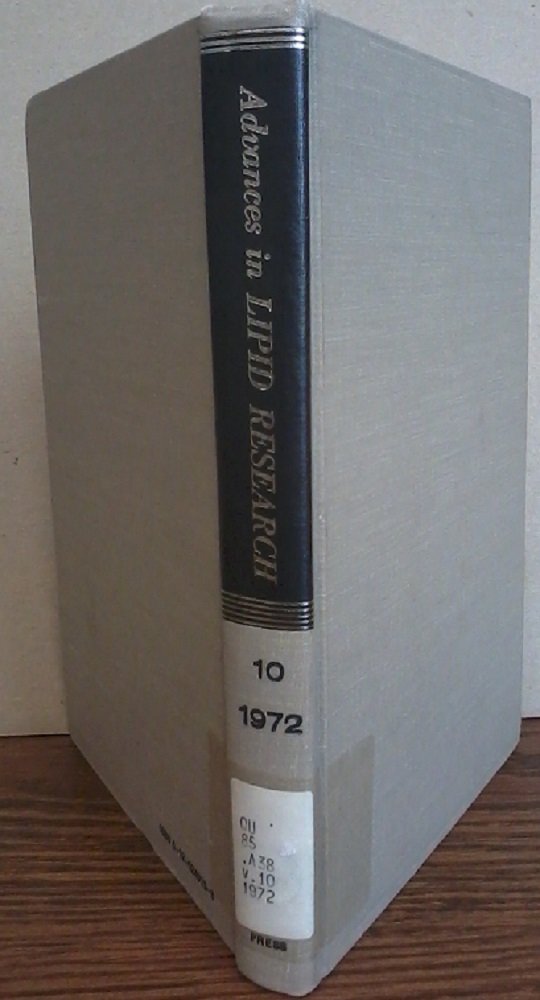 Advances in LIPID RESEARCH
10
1972
QU
85
.A38
V.10
1972
PRESS